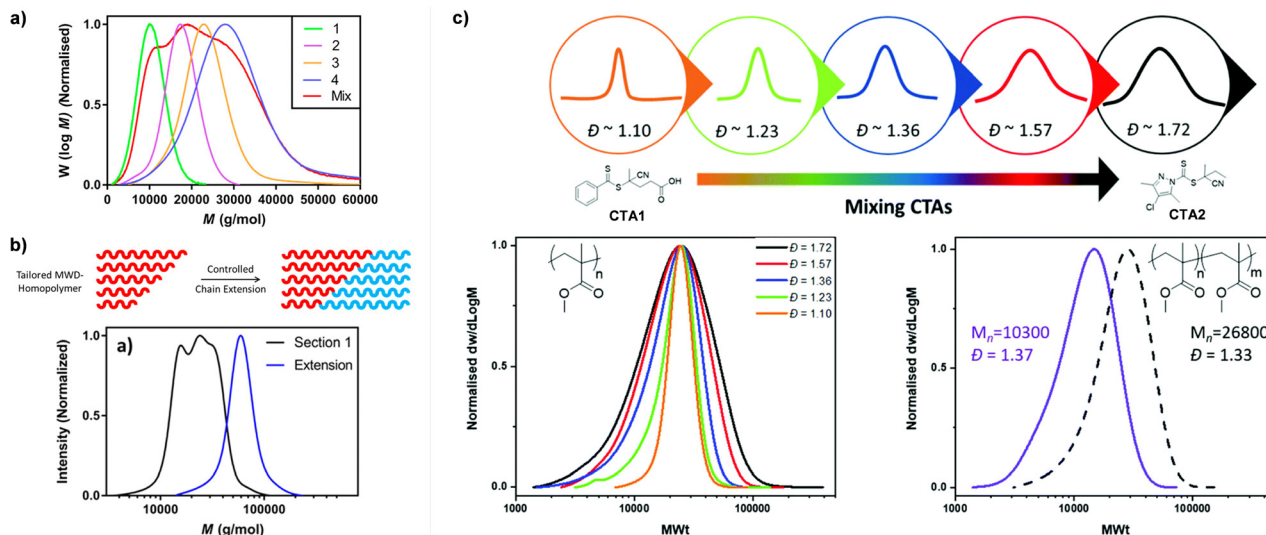 a)
W (log M) (Normalised)
1.0
0.5
0.0
0
10000
20000
30000
40000
50000
60000
M (g/mol)
1
2
3
4
Mix
b)
Tailored MWD-
Homopolymer
Controlled
Chain Extension
a)
Section 1
Extension
Intensity (Normalized)
1.0
0.5
0.0
10000
100000
M (g/mol)
c)
Đ ~ 1.10
Đ ~ 1.23
Đ ~ 1.36
Đ ~ 1.57
Đ ~ 1.72
S
CN
O
S
OH
CTA1
Mixing CTAs
S
N
N
S
CN
Cl
CTA2
Normalised dw/dLogM
1.0
0.5
0.0
n
O
O
Đ = 1.72
Đ = 1.57
Đ = 1.36
Đ = 1.23
Đ = 1.10
1000
10000
100000
MWt
Normalised dw/dLogM
1.0
0.5
0.0
n
m
O
O
O
O
Mn=10300
Đ = 1.37
Mn=26800
Đ = 1.33
1000
10000
100000
MWt